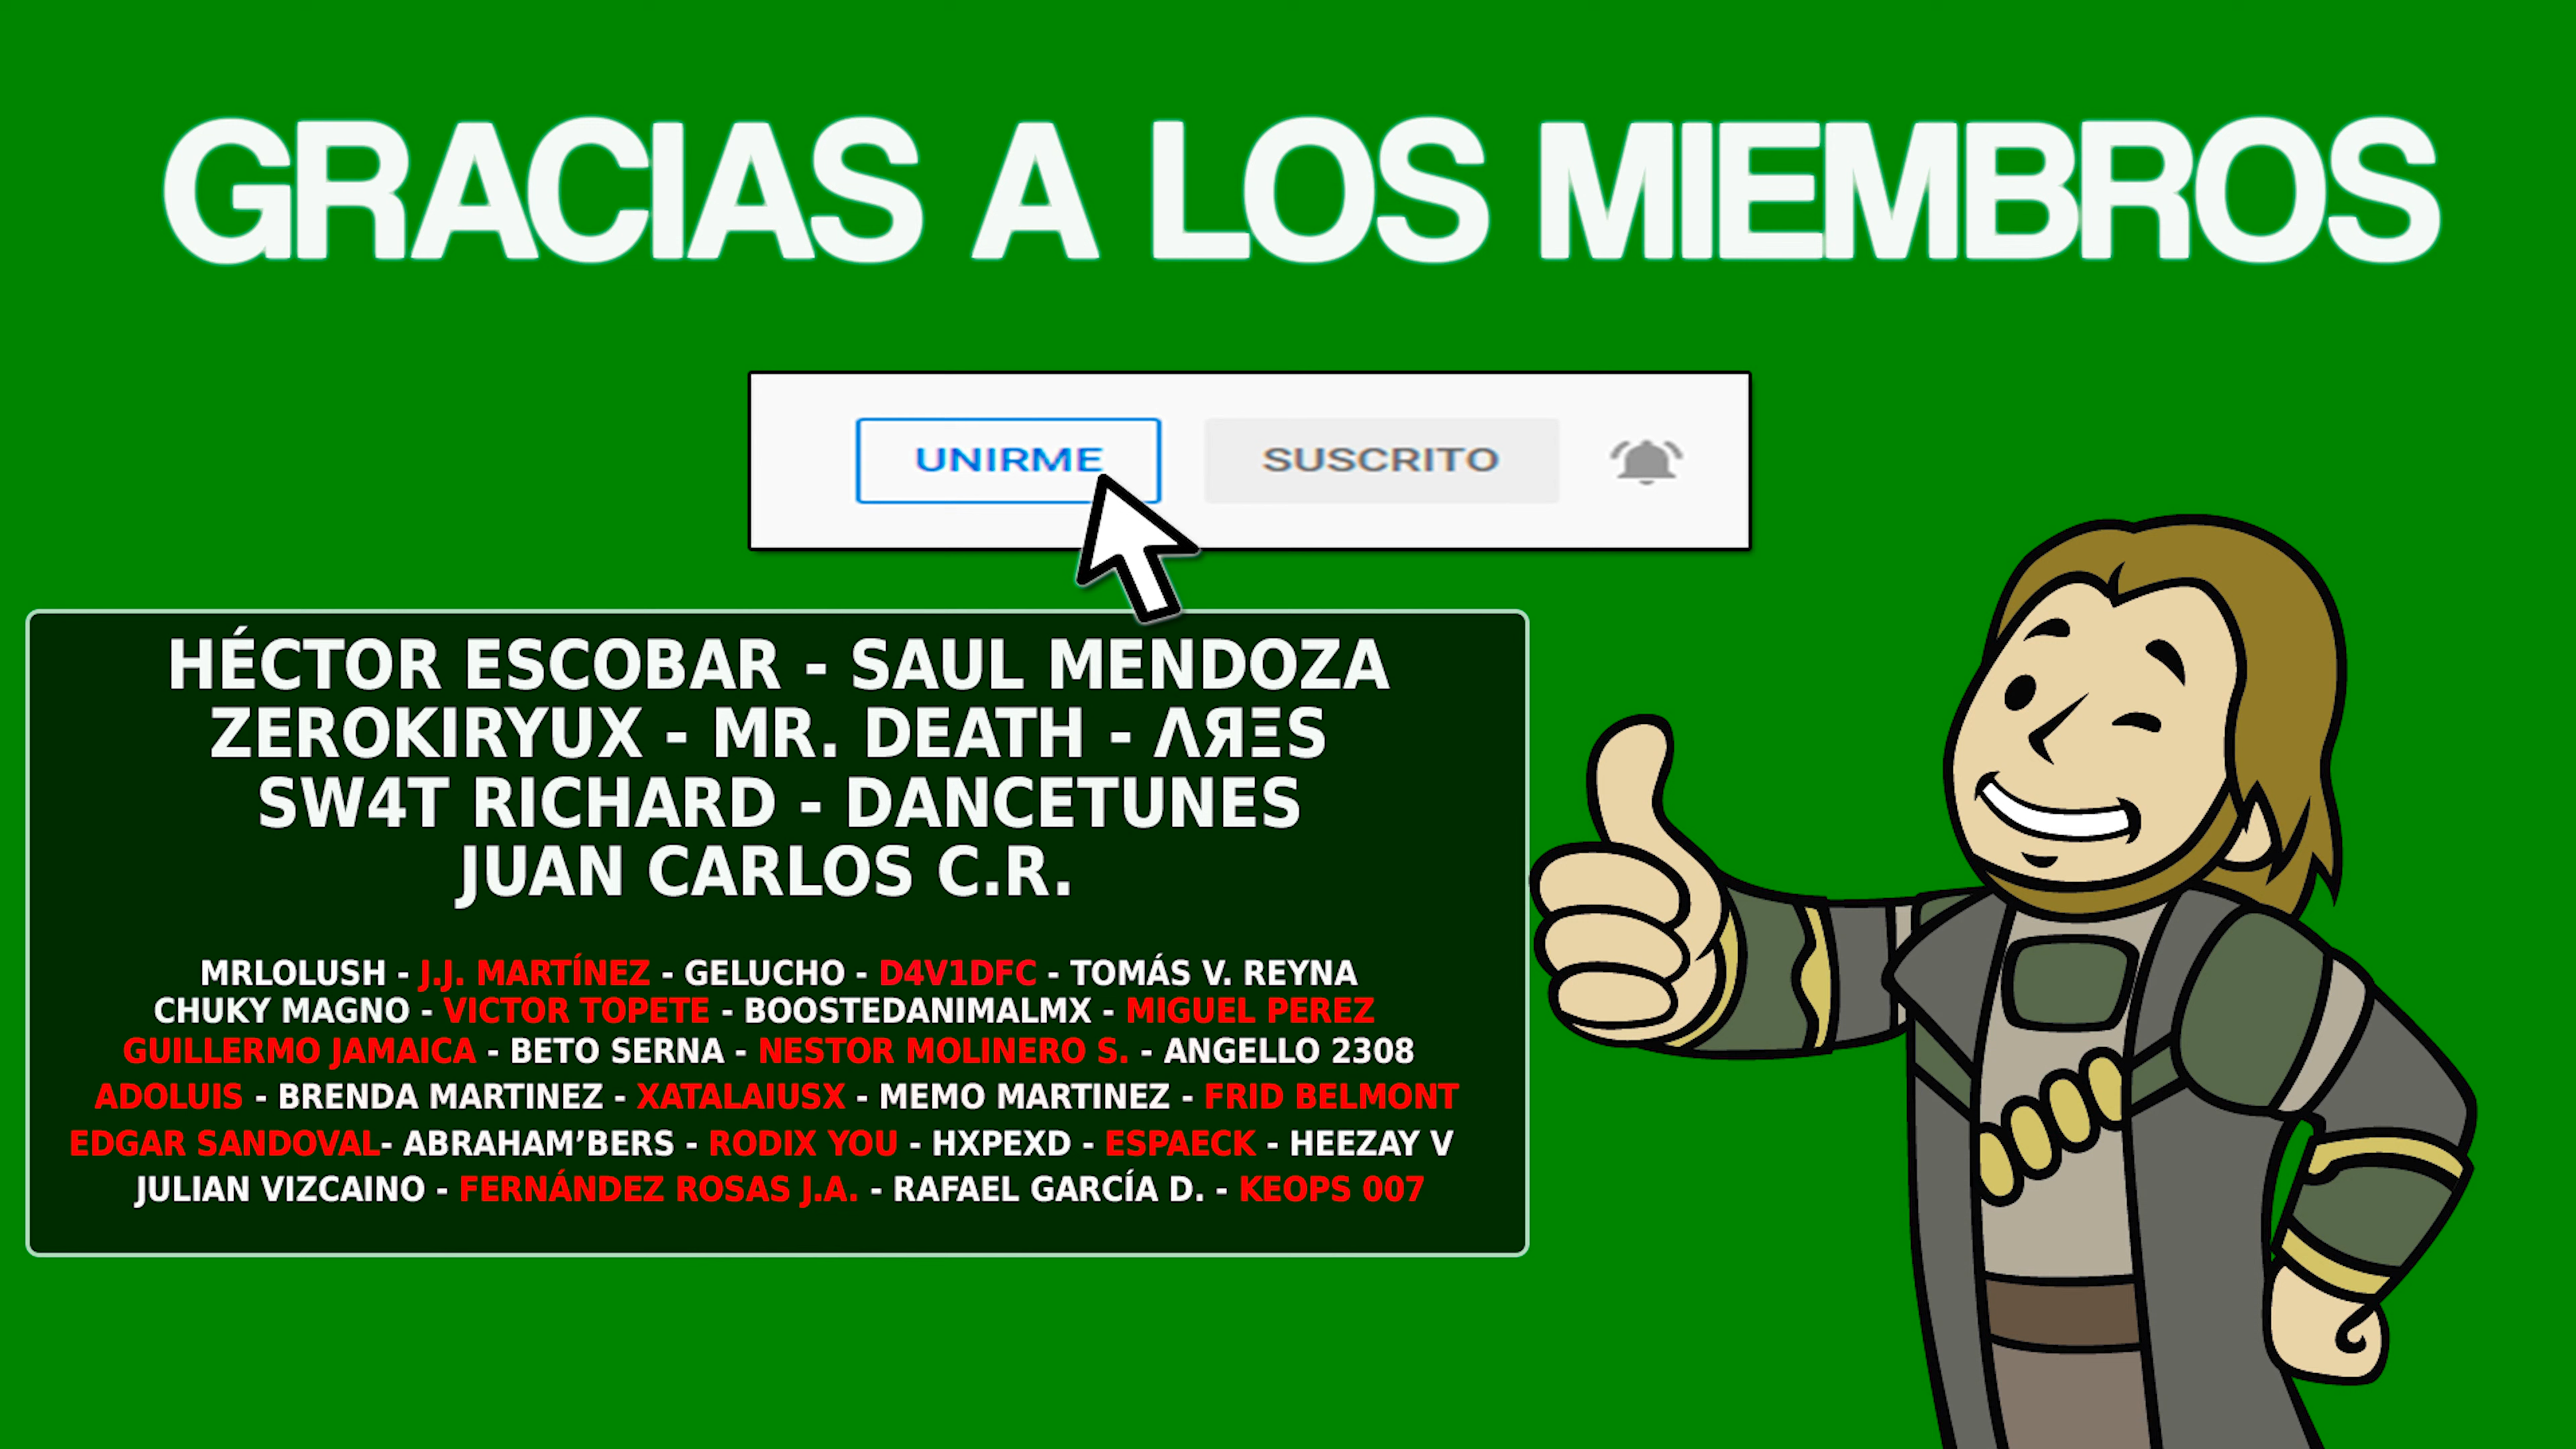 GRACIAS A LOS MIEMBROS
UNIRME SUSCRITO
HÉCTOR ESCOBAR - SAUL MENDOZA
ZEROKIRYUX - MR. DEATH - ΛЯΞS
SW4T RICHARD - DANCETUNES
JUAN CARLOS C.R.
MRLOLUSH - J.J. MARTÍNEZ - GELUCHO - D4V1DFC - TOMÁS V. REYNA
CHUKY MAGNO - VICTOR TOPETE - BOOSTEDANIMALMX - MIGUEL PEREZ
GUILLERMO JAMAICA - BETO SERNA - NESTOR MOLINERO S. - ANGELLO 2308
ADOLUIS - BRENDA MARTINEZ - XATALAIUSX - MEMO MARTINEZ - FRID BELMONT
EDGAR SANDOVAL- ABRAHAM’BERS - RODIX YOU - HXPEXD - ESPAECK - HEEZAY V
JULIAN VIZCAINO - FERNÁNDEZ ROSAS J.A. - RAFAEL GARCÍA D. - KEOPS 007